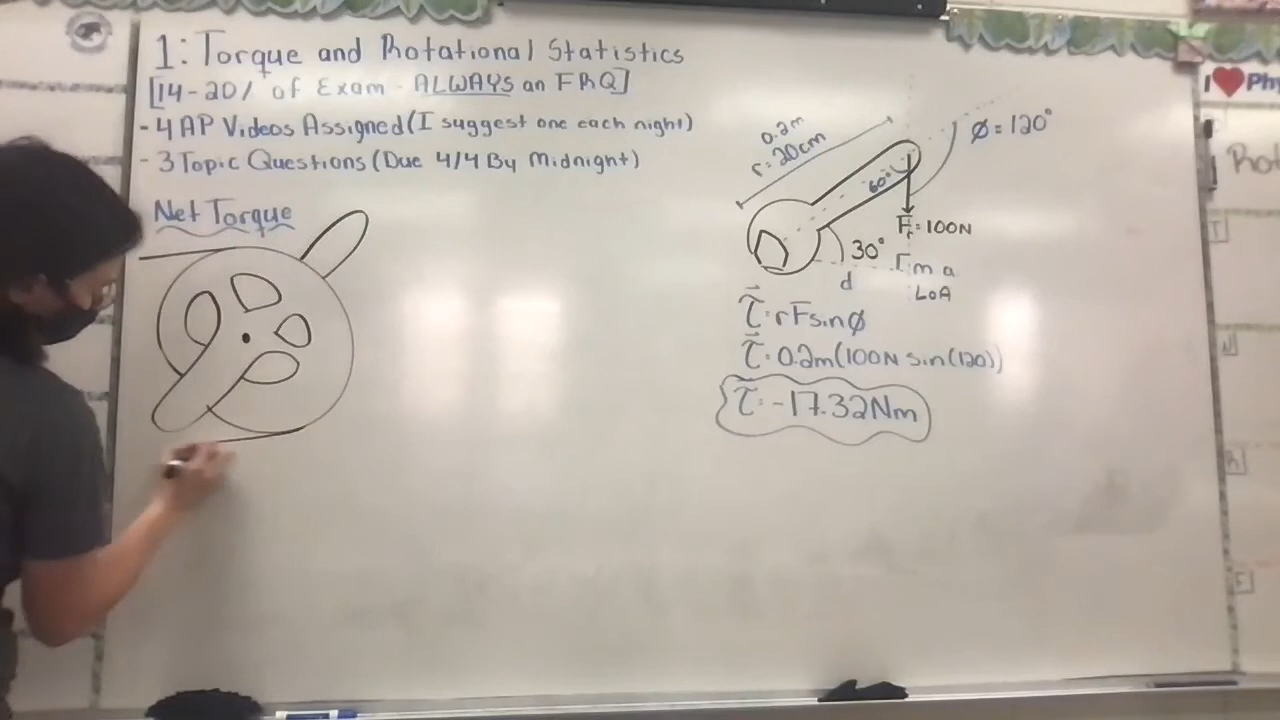 1: Torque and Rotational Statistics
[14-20% of Exam - ALWAYS an FRQ]
- 4 AP Videos Assigned (I suggest one each night)
- 3 Topic Questions (Due 4/4 By Midnight)
Net Torque
0.2m
r = 20cm
ø = 120°
60°
F = 100N
30°
d
m a
LoA
τ = rFsinø
τ = 0.2m(100N sin(120))
τ = -17.32Nm
I ❤ Phy
Rot
T
N
R
F